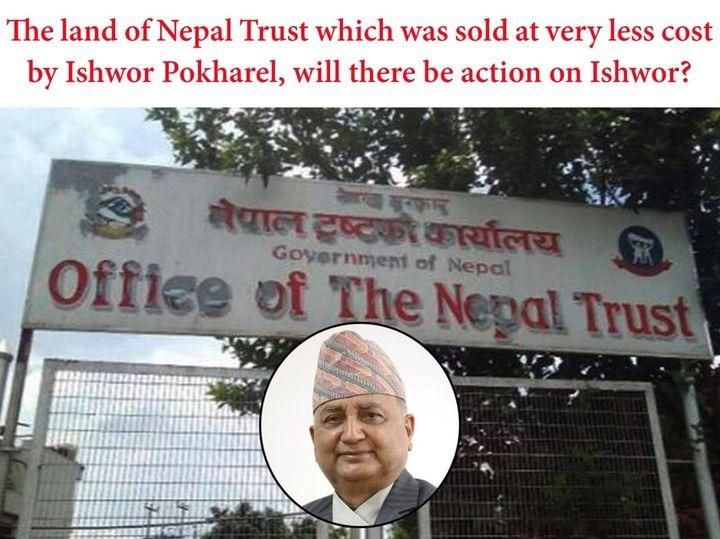 The land of Nepal Trust which was sold at very less cost
by Ishwor Pokharel, will there be action on Ishwor?
नेपाल सरकार
नेपाल ट्रष्टको कार्यालय
Government of Nepal
Office of The Nepal Trust